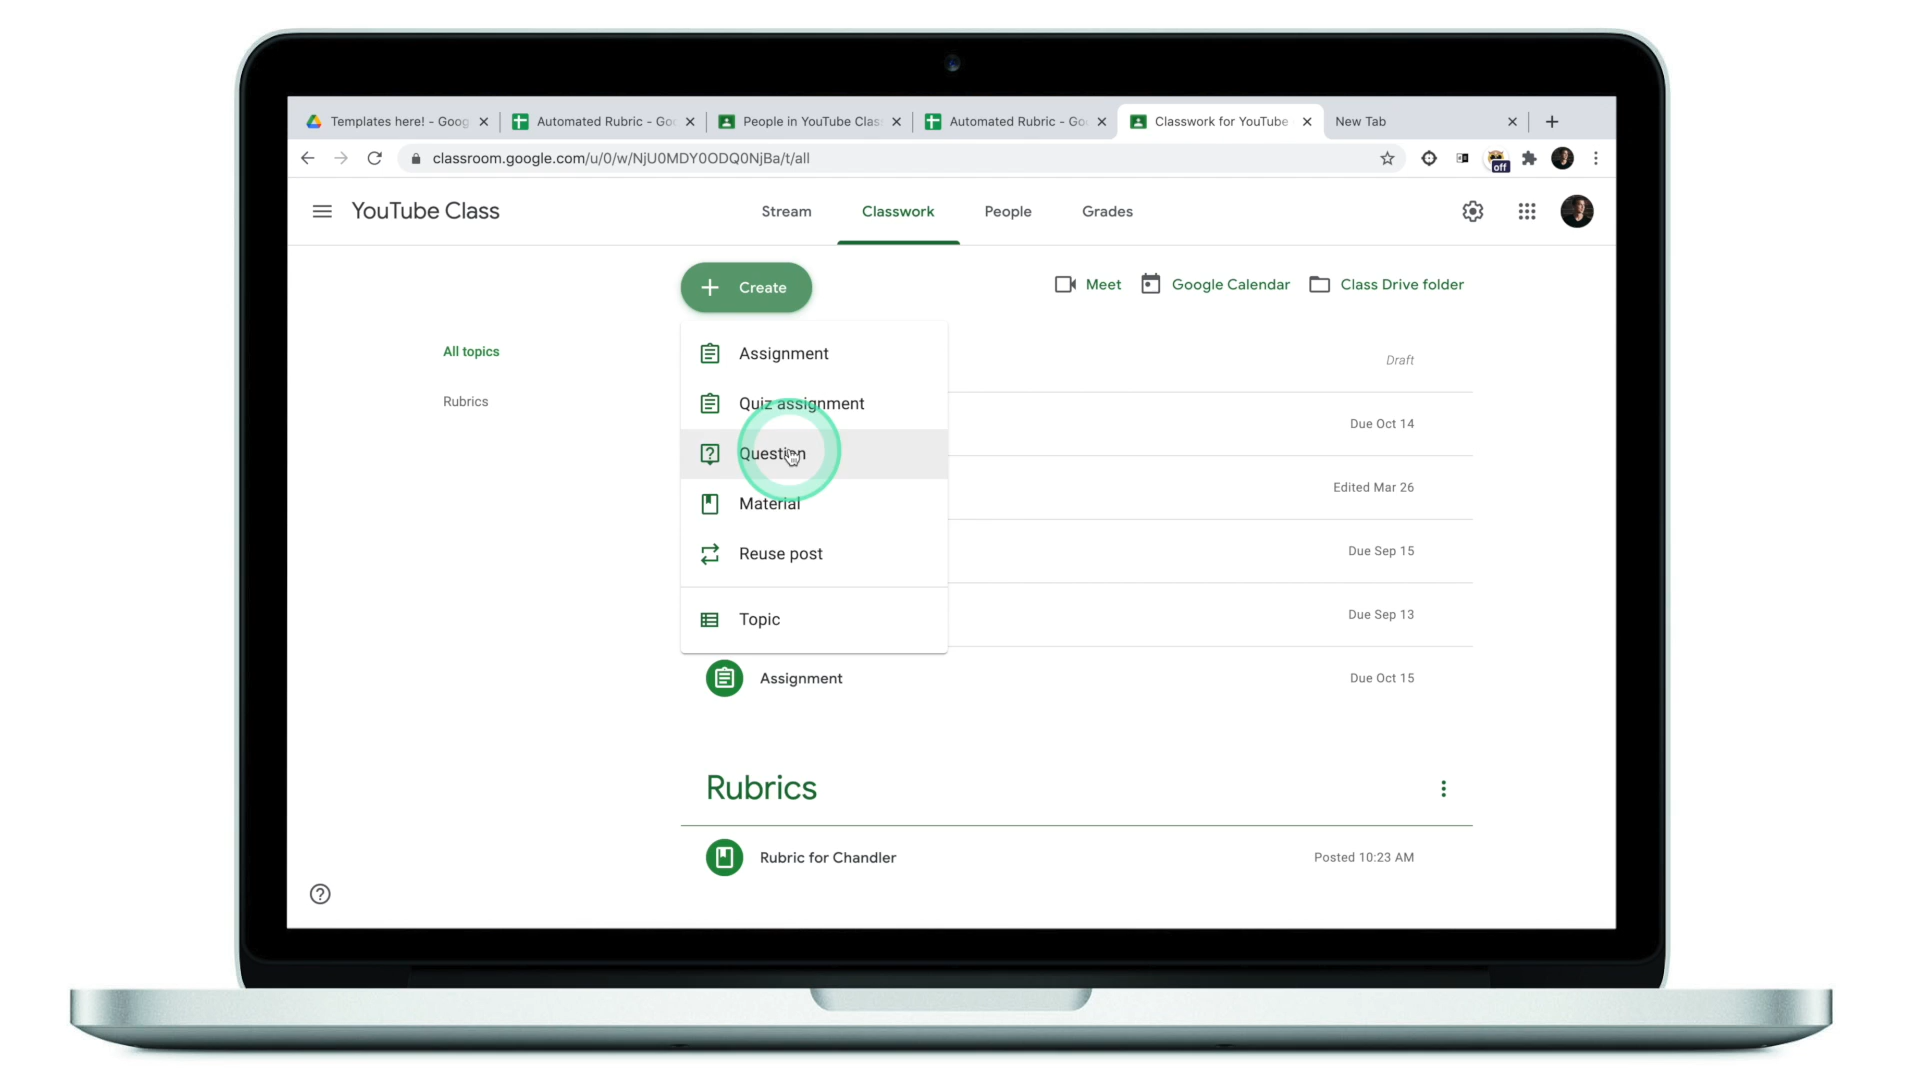 Templates here! - Goog
Automated Rubric - Goo
People in YouTube Clas
Automated Rubric - Go
Classwork for YouTube
New Tab
classroom.google.com/u/0/w/NjU0MDY0ODQ0NjBa/t/all
off
YouTube Class
Stream
Classwork
People
Grades
Create
Meet
Google Calendar
Class Drive folder
All topics
Rubrics
Assignment
Draft
Quiz assignment
Due Oct 14
Question
Edited Mar 26
Material
Reuse post
Due Sep 15
Topic
Due Sep 13
Assignment
Due Oct 15
Rubrics
Rubric for Chandler
Posted 10:23 AM